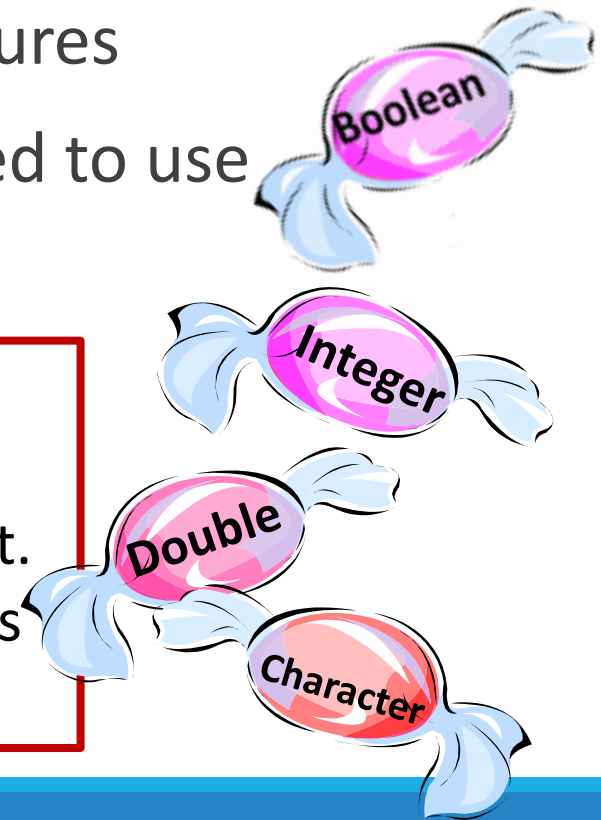 ures
Boolean
ed to use
Integer
Double
t.
s
Character